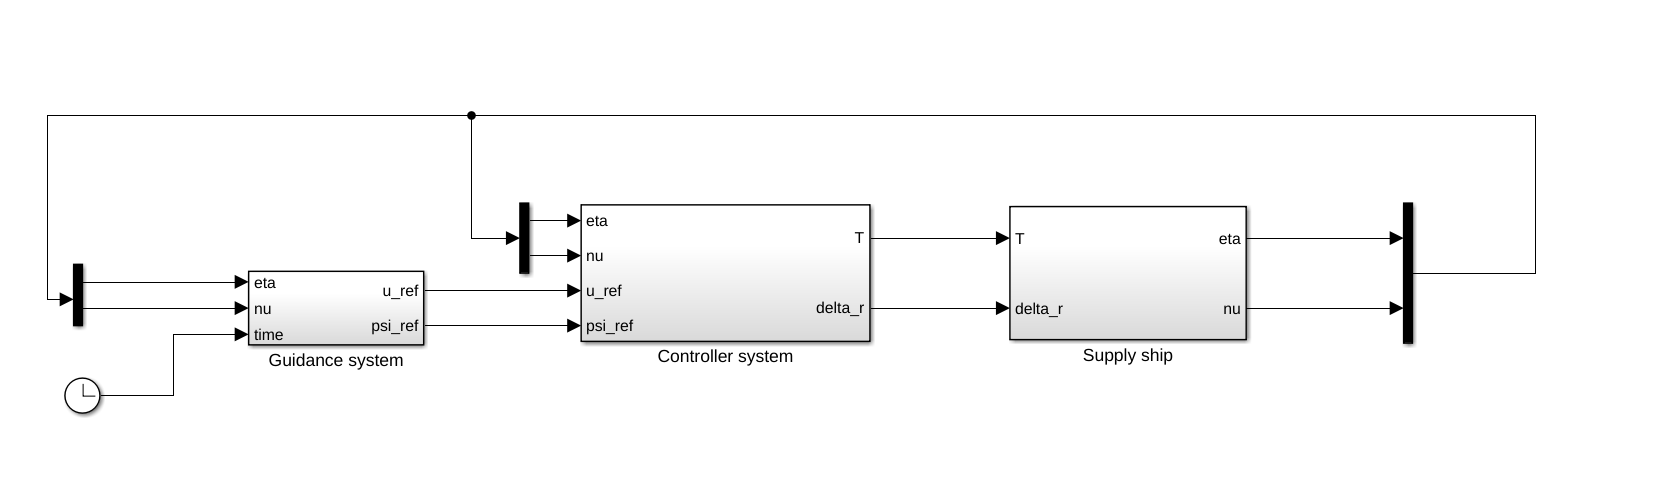 eta
nu
time
u_ref
psi_ref
Guidance system
eta
nu
u_ref
psi_ref
T
delta_r
Controller system
T
delta_r
eta
nu
Supply ship